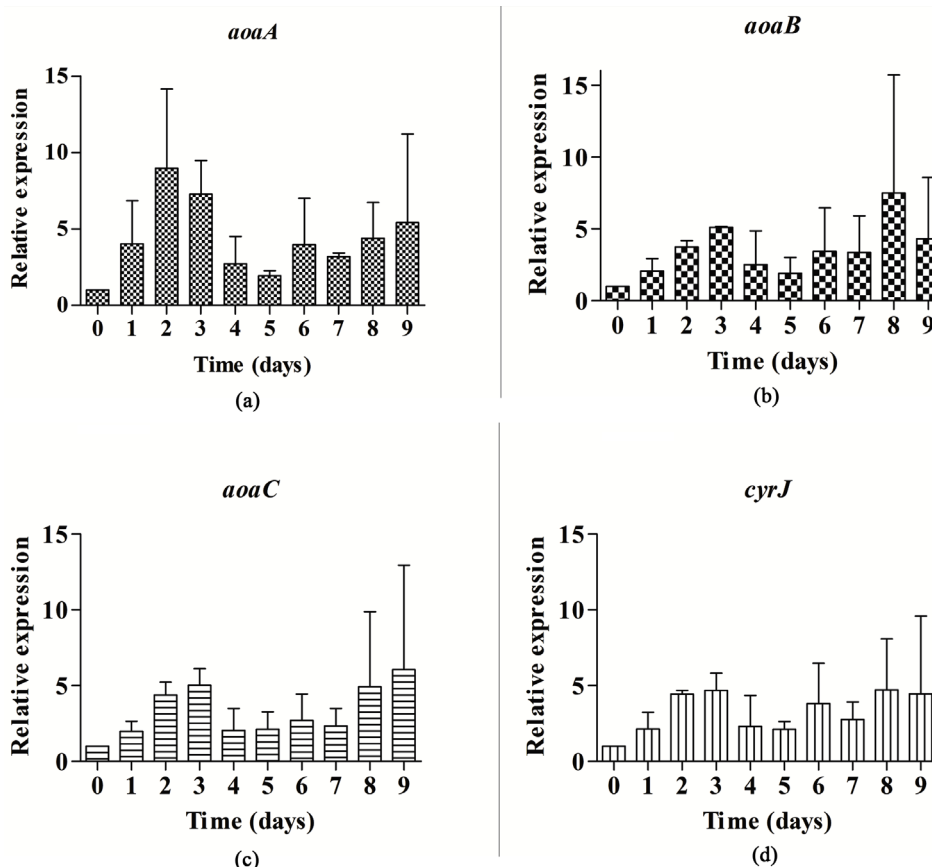 aoaA
Relative expression
15
10
5
0
0 1 2 3 4 5 6 7 8 9
Time (days)
(a)
aoaB
Relative expression
15
10
5
0
0 1 2 3 4 5 6 7 8 9
Time (days)
(b)
aoaC
Relative expression
15
10
5
0
0 1 2 3 4 5 6 7 8 9
Time (days)
(c)
cyrJ
Relative expression
15
10
5
0
0 1 2 3 4 5 6 7 8 9
Time (days)
(d)